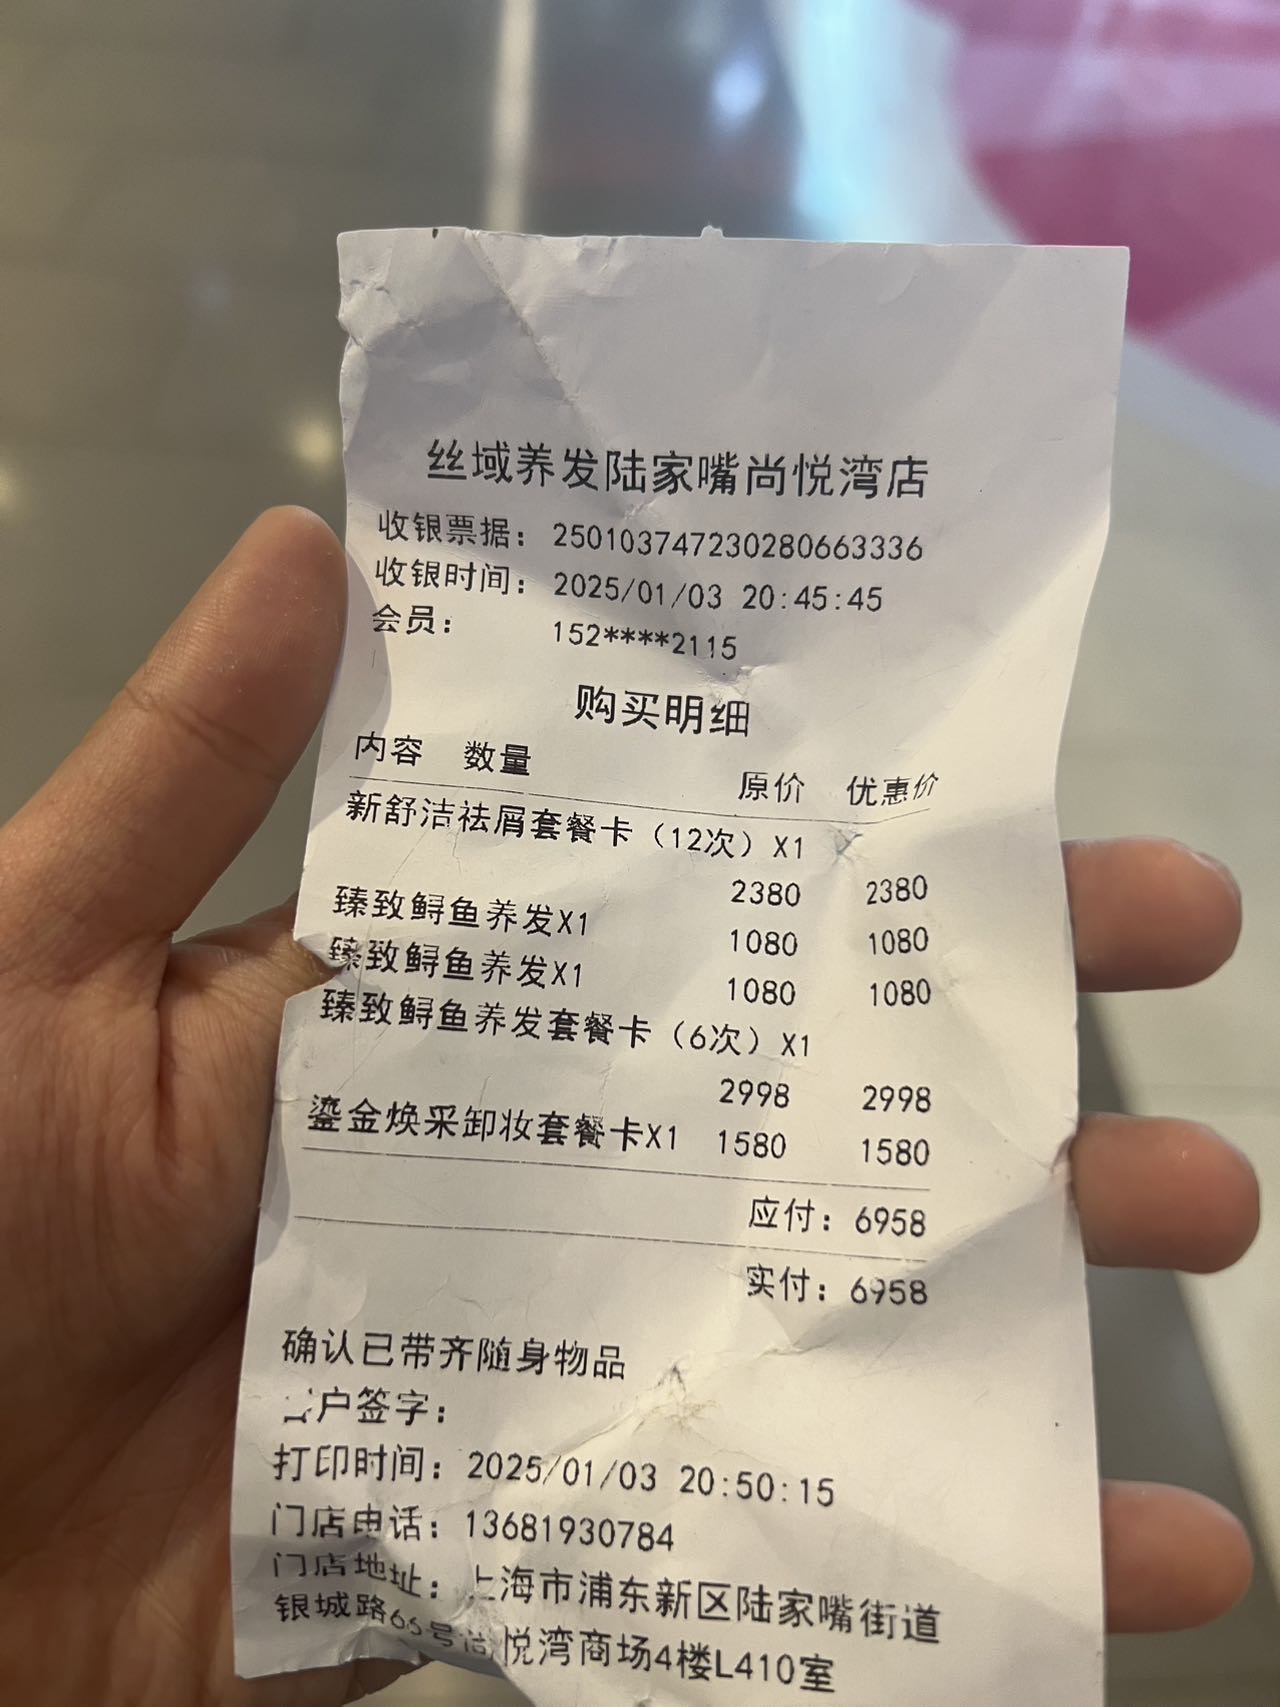 丝域养发陆家嘴尚悦湾店
收银票据：250103747230280663336
收银时间：2025/01/03 20:45:45
会员： 152****2115
购买明细
内容 数量 原价 优惠价
新舒洁祛屑套餐卡（12次）X1
2380 2380
臻致鲟鱼养发X1 1080 1080
臻致鲟鱼养发X1 1080 1080
臻致鲟鱼养发套餐卡（6次）X1
2998 2998
鎏金焕采卸妆套餐卡X1 1580 1580
应付：6958
实付：6958
确认已带齐随身物品
客户签字：
打印时间：2025/01/03 20:50:15
门店电话：13681930784
门店地址：上海市浦东新区陆家嘴街道
银城路66号尚悦湾商场4楼L410室